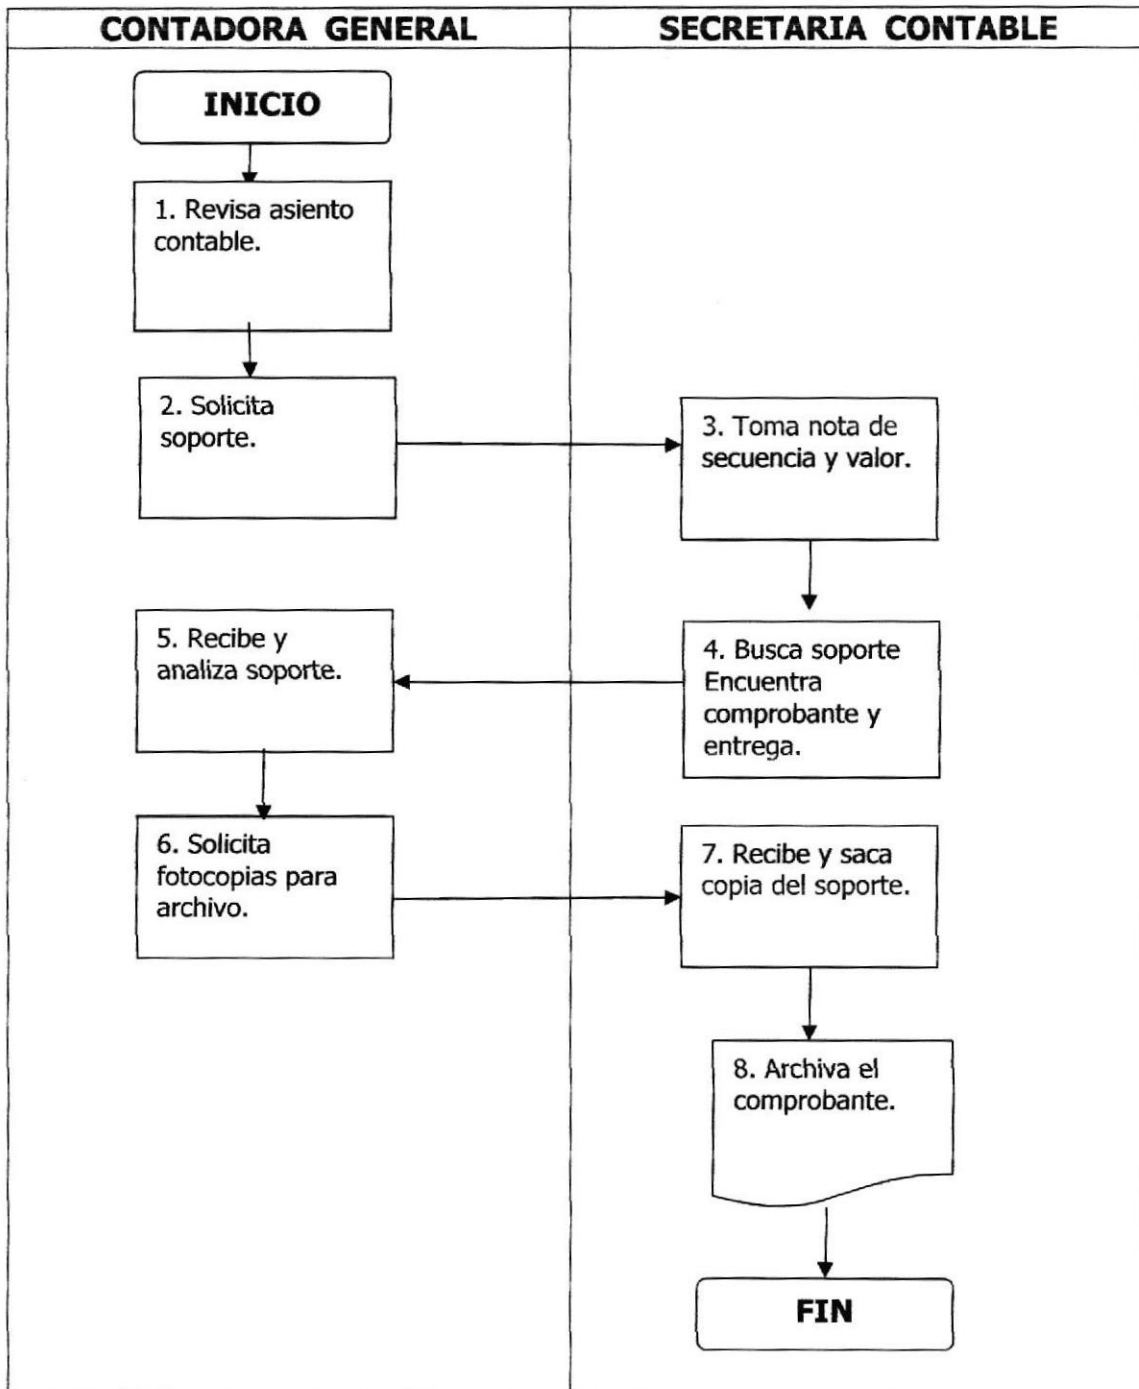 CONTADORA GENERAL
SECRETARIA CONTABLE
INICIO
1. Revisa asiento
contable.
2. Solicita
soporte.
3. Toma nota de
secuencia y valor.
4. Busca soporte
Encuentra
comprobante y
entrega.
5. Recibe y
analiza soporte.
6. Solicita
fotocopias para
archivo.
7. Recibe y saca
copia del soporte.
8. Archiva el
comprobante.
FIN